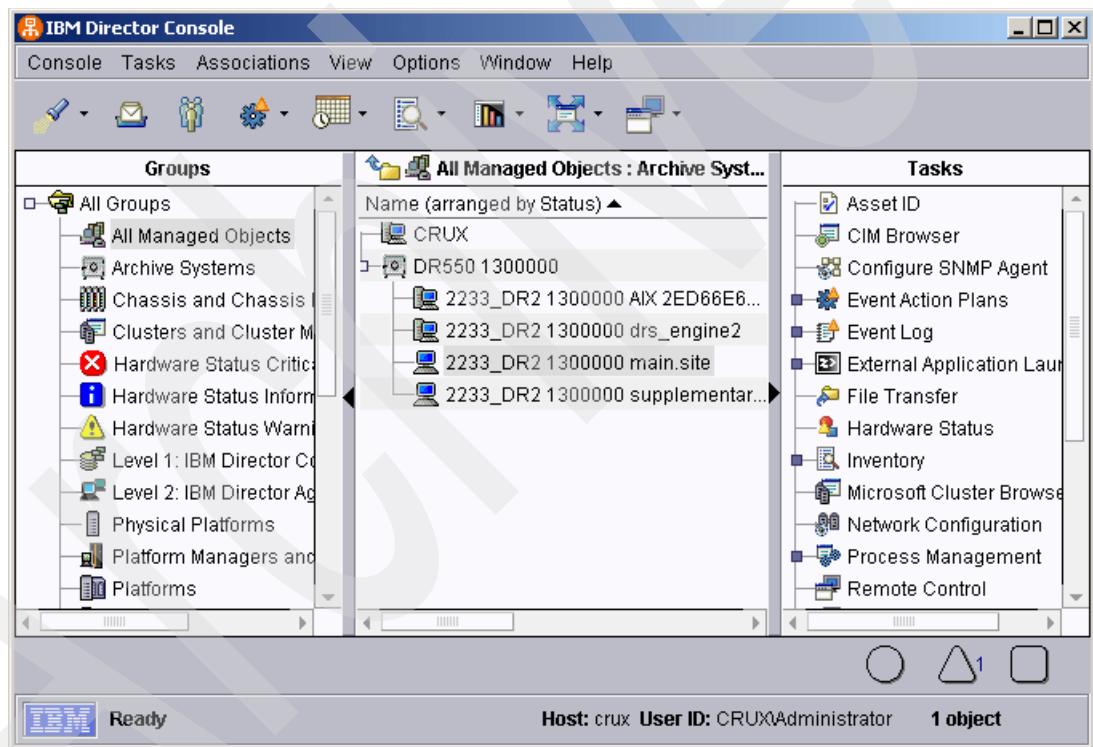 IBM Director Console
Console Tasks Associations View Options Window Help
Groups
All Groups
All Managed Objects
Archive Systems
Chassis and Chassis
Clusters and Cluster M
Hardware Status Critic
Hardware Status Inform
Hardware Status Warni
Level 1: IBM Director Co
Level 2: IBM Director Ag
Physical Platforms
Platform Managers and
Platforms
All Managed Objects : Archive Syst...
Name (arranged by Status)
CRUX
DR550 1300000
2233_DR2 1300000 AIX 2ED66E6...
2233_DR2 1300000 drs_engine2
2233_DR2 1300000 main.site
2233_DR2 1300000 supplementar...
Tasks
Asset ID
CIM Browser
Configure SNMP Agent
Event Action Plans
Event Log
External Application Laun
File Transfer
Hardware Status
Inventory
Microsoft Cluster Browse
Network Configuration
Process Management
Remote Control
1
IBM Ready Host: crux User ID: CRUX\Administrator 1 object